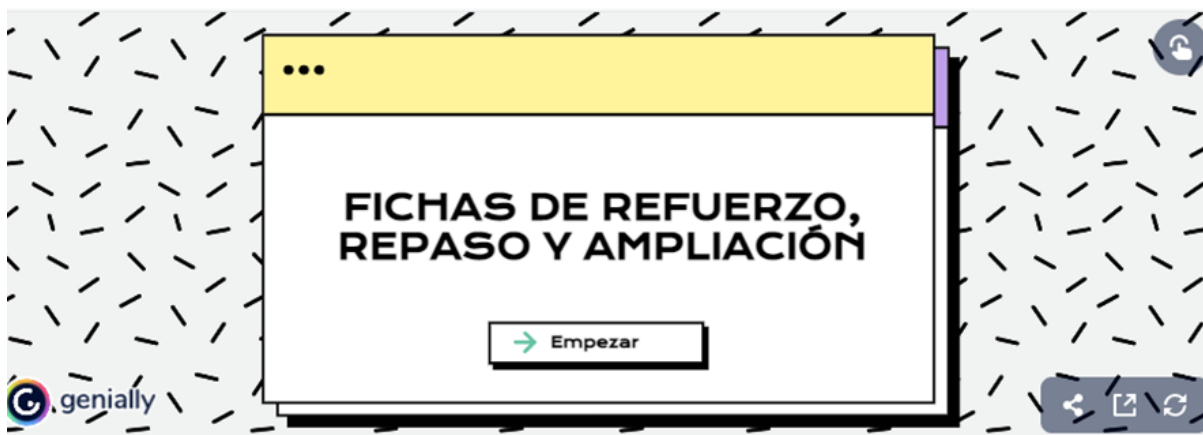 FICHAS DE REFUERZO,
REPASO Y AMPLIACIÓN
Empezar
genially